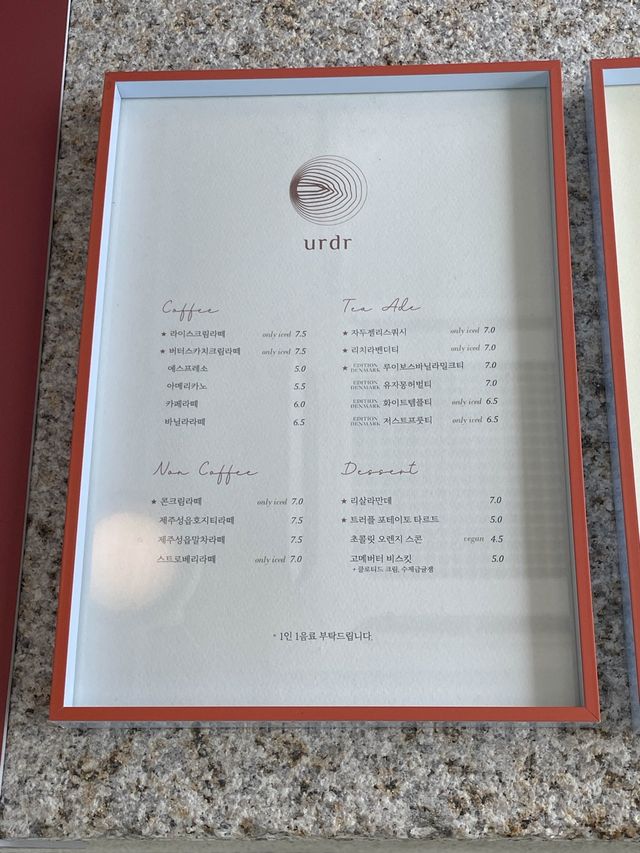 urdr
Coffee
★ 라이스크림라떼 only iced 7.5
★ 버터스카치크림라떼 only iced 7.5
에스프레소 5.0
아메리카노 5.5
카페라떼 6.0
바닐라라떼 6.5
Tea Ade
★ 자두젤리스쿼시 only iced 7.0
★ 리치라벤더티 only iced 7.0
★ EDITION DENMARK 루이보스바닐라밀크티 7.0
EDITION DENMARK 유자몽허벌티 7.0
EDITION DENMARK 화이트템플티 only iced 6.5
EDITION DENMARK 저스트프룻티 only iced 6.5
Non Coffee
★ 콘크림라떼 only iced 7.0
제주성읍호지티라떼 7.5
제주성읍말차라떼 7.5
스트로베리라떼 only iced 7.0
Dessert
★ 리살라만데 7.0
★ 트러플 포테이토 타르트 5.0
초콜릿 오렌지 스콘 vegan 4.5
고메버터 비스킷 5.0
+ 클로티드 크림, 수제금귤잼
* 1인 1음료 부탁드립니다.